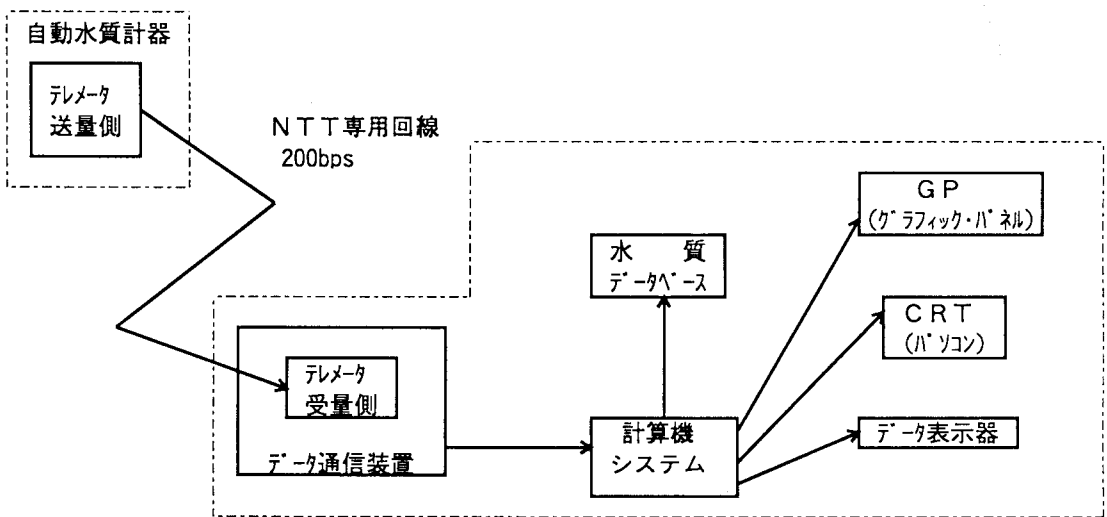 自動水質計器
テレメータ
送量側
NTT専用回線
200bps
GP
(グラフィック・パネル)
水 質
データベース
CRT
(パソコン)
テレメータ
受量側
データ通信装置
計算機
システム
データ表示器